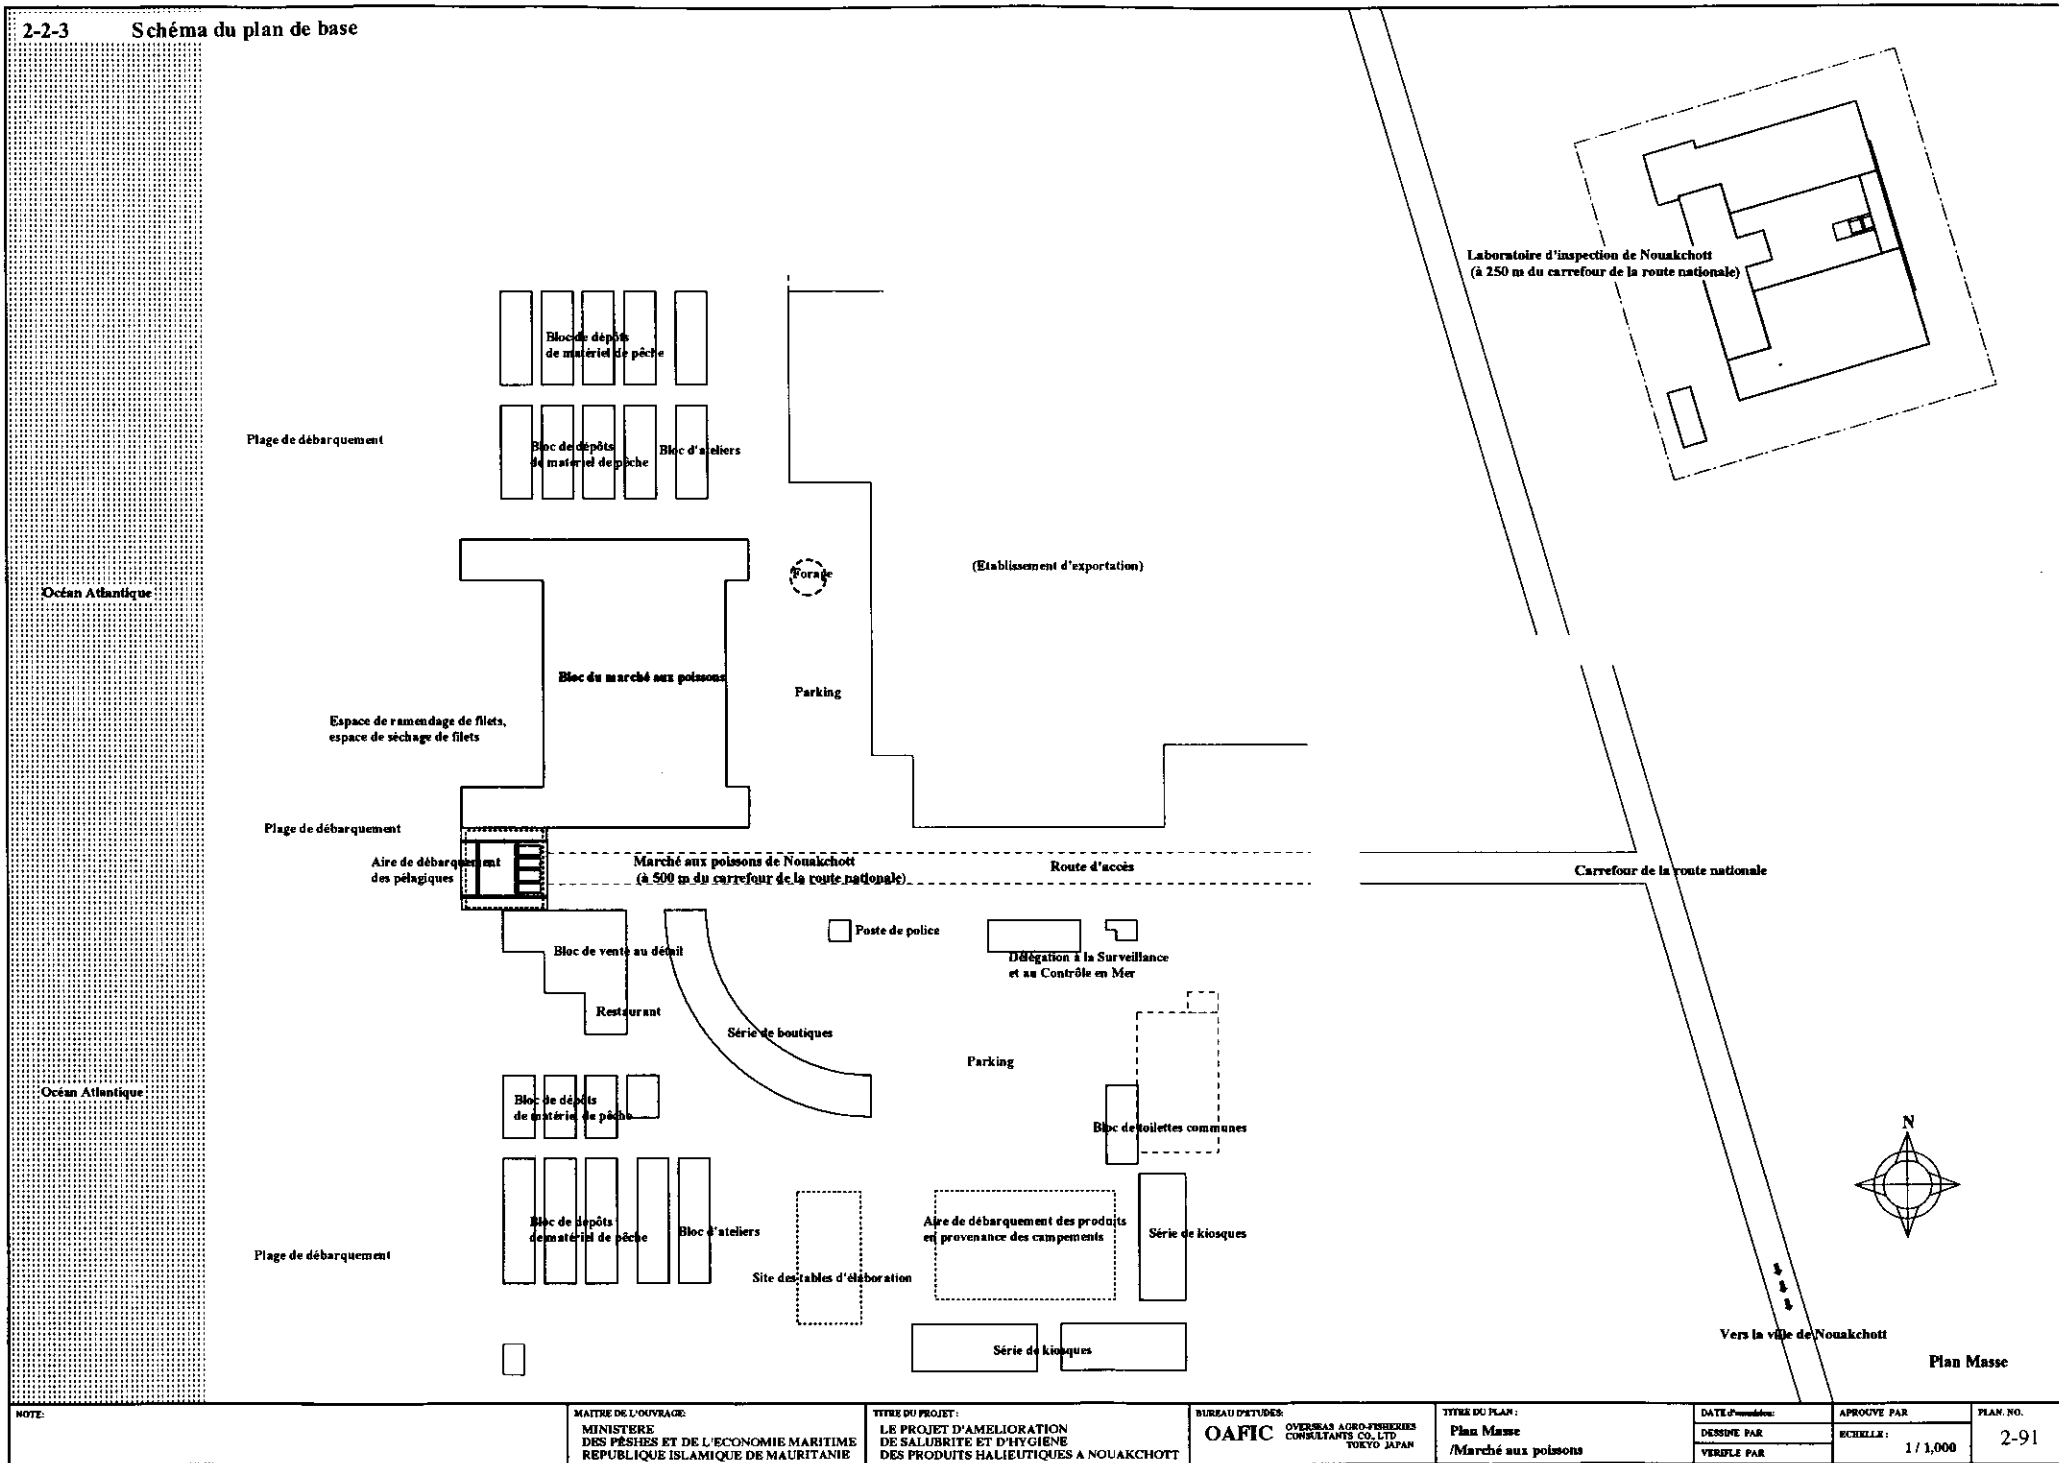 2-2-3 Schéma du plan de base
Laboratoire d'inspection de Nouakchott
(à 250 m du carrefour de la route nationale)
Bloc de dépôts
de matériel de pêche
Plage de débarquement
Bloc de dépôts
de matériel de pêche
Bloc d'ateliers
(Etablissement d'exportation)
Forage
Océan Atlantique
Bloc du marché aux poissons
Parking
Espace de ramendage de filets,
espace de séchage de filets
Plage de débarquement
Aire de débarquement
des pélagiques
Marché aux poissons de Nouakchott
(à 500 m du carrefour de la route nationale)
Route d'accès
Carrefour de la route nationale
Poste de police
Bloc de vente au détail
Délégation à la Surveillance
et au Contrôle en Mer
Restaurant
Série de boutiques
Parking
Océan Atlantique
Bloc de dépôts
de matériel de pêche
Bloc de toilettes communes
N
Bloc de dépôts
de matériel de pêche
Bloc d'ateliers
Aire de débarquement des produits
en provenance des campements
Série de kiosques
Plage de débarquement
Site des tables d'élaboration
Vers la ville de Nouakchott
Série de kiosques
Plan Masse
NOTE:
MAITRE DE L'OUVRAGE:
MINISTERE
DES PÊSHES ET DE L'ECONOMIE MARITIME
REPUBLIQUE ISLAMIQUE DE MAURITANIE
TITRE DU PROJET:
LE PROJET D'AMELIORATION
DE SALUBRITE ET D'HYGIENE
DES PRODUITS HALIEUTIQUES A NOUAKCHOTT
BUREAU D'ETUDES:
OAFIC OVERSEAS AGRO-FISHERIES
CONSULTANTS CO., LTD
TOKYO JAPAN
TITRE DU PLAN:
Plan Masse
/Marché aux poissons
DATE
DESSINE PAR
VERIFLE PAR
APROUVE PAR
ECHELLE:
1 / 1,000
PLAN. NO.
2-91